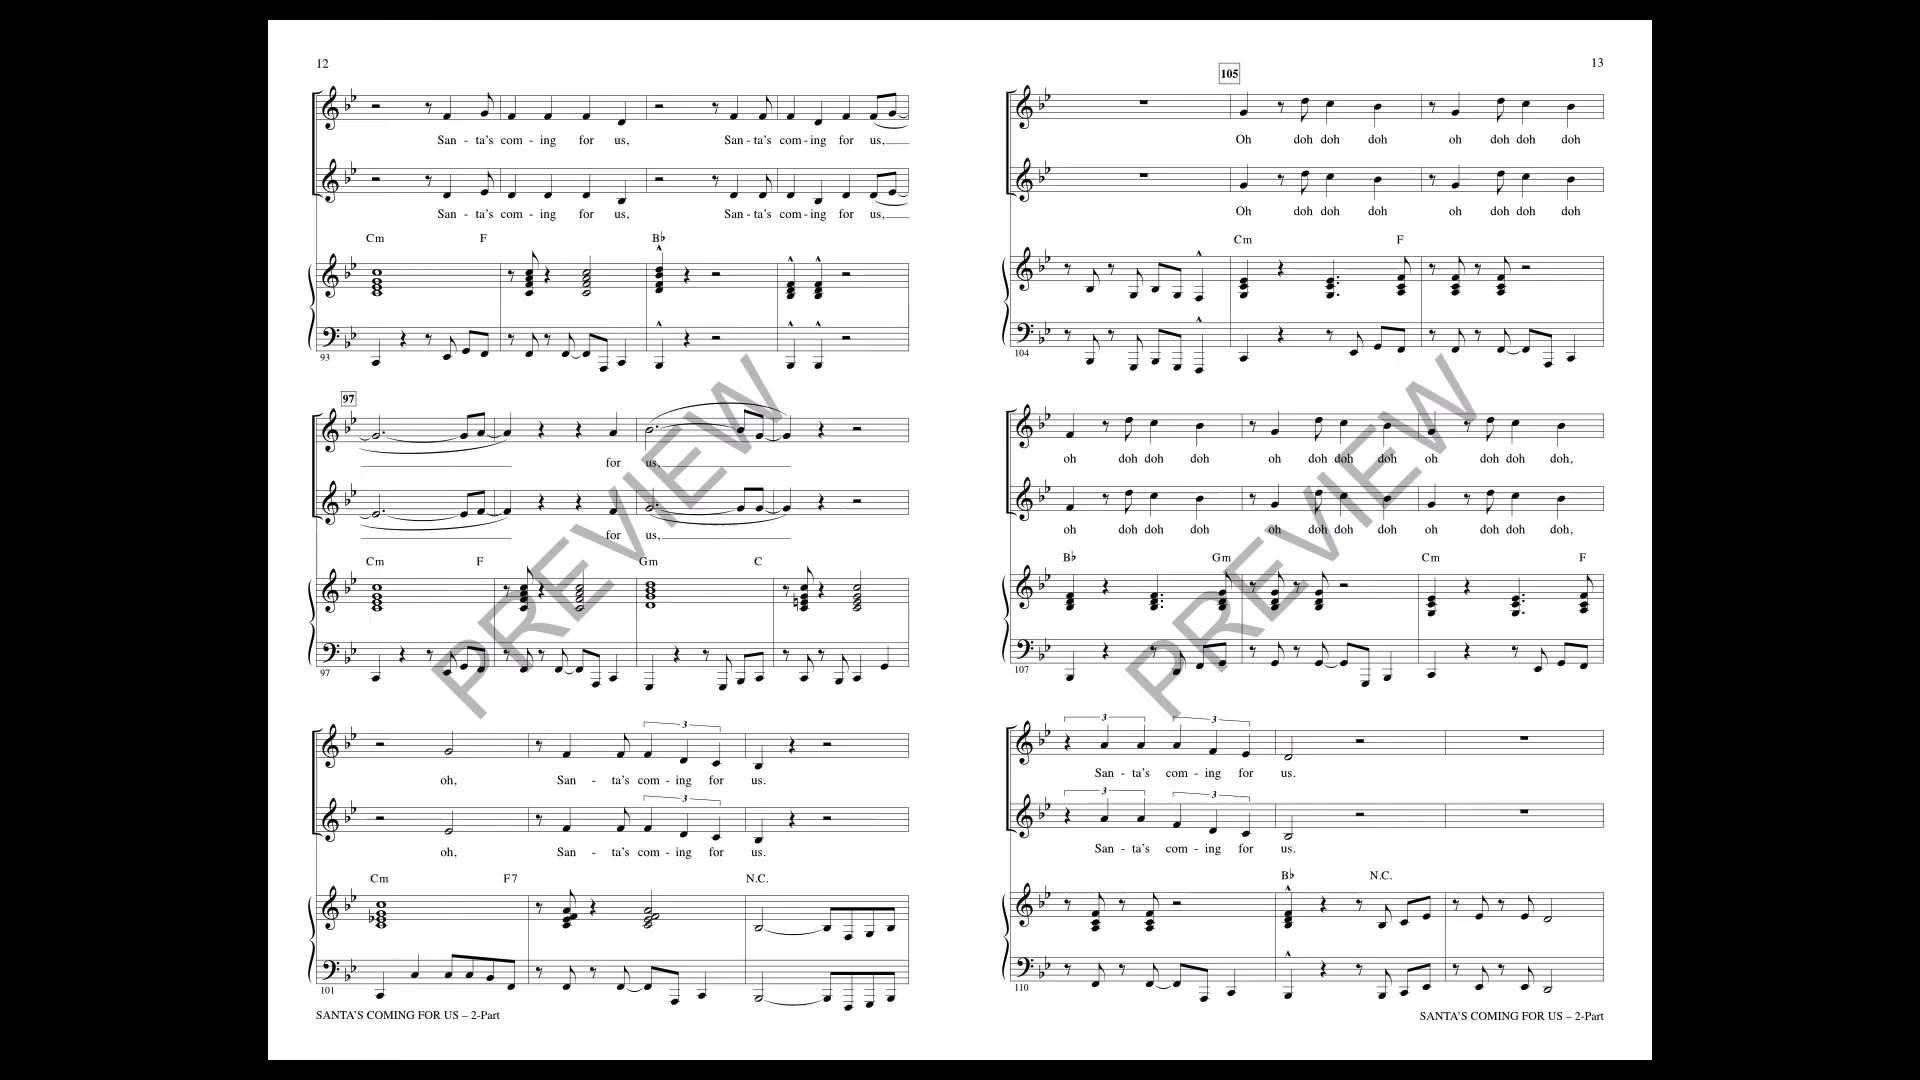 12
San - ta’s com - ing for us, San - ta’s com - ing for us,
San - ta’s com - ing for us, San - ta’s com - ing for us,
Cm F B♭
93
97
for us,
for us,
Cm F Gm C
97
3
oh, San - ta’s com - ing for us.
3
oh, San - ta’s com - ing for us.
Cm F7 N.C.
101
SANTA’S COMING FOR US – 2-Part
PREVIEW
13
105
Oh doh doh doh oh doh doh doh
Oh doh doh doh oh doh doh doh
Cm F
104
oh doh doh doh oh doh doh doh oh doh doh doh,
oh doh doh doh oh doh doh doh oh doh doh doh,
B♭ Gm Cm F
107
3 3
San - ta’s com - ing for us.
3 3
San - ta’s com - ing for us.
B♭ N.C.
110
SANTA’S COMING FOR US – 2-Part
PREVIEW